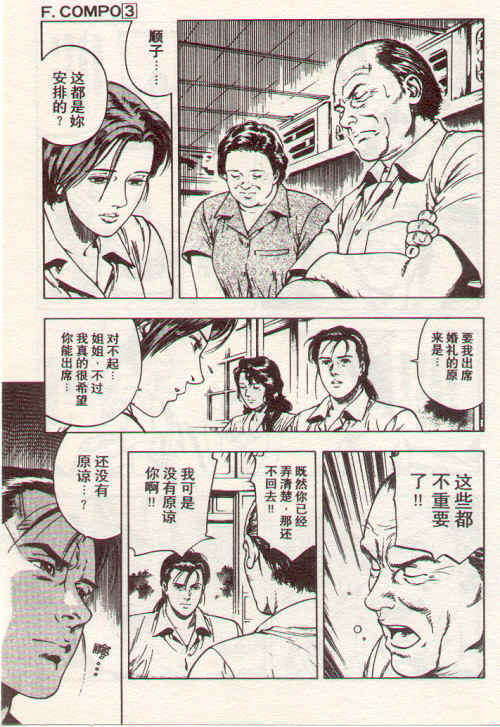 F. COMPO 3
顺子……
这都是妳
安排的？
要我出席
婚礼的原
来是…
对不起…
姐姐，不过
我真的很希望
你能出席…
这些都
不重要
了!!
既然你已经
弄清楚，那还
不回去!!
我可是
没有原谅
你啊!!
还没有
原谅…？